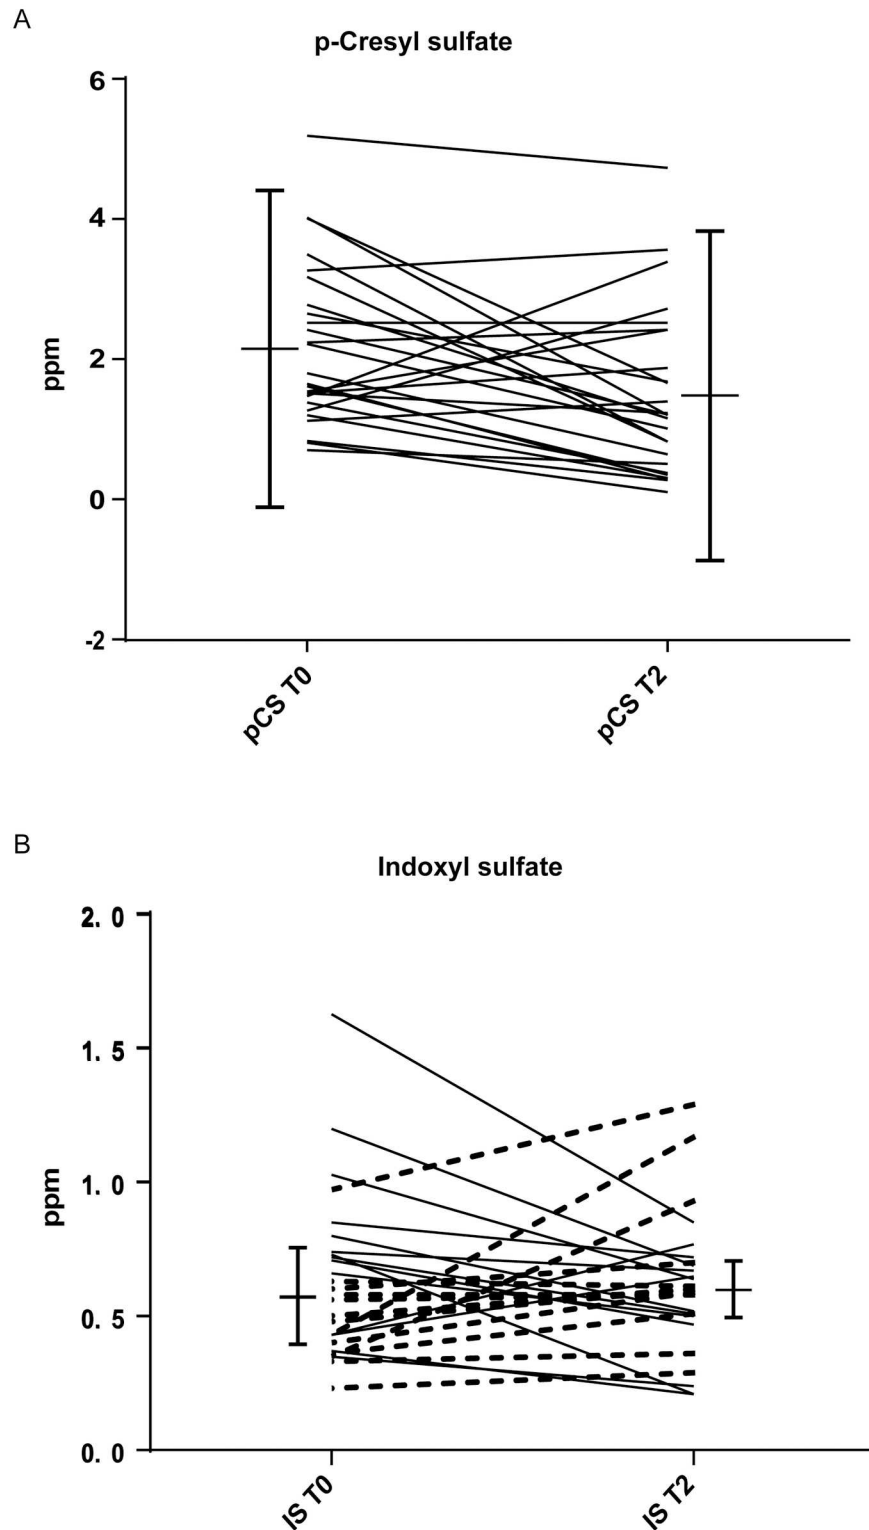 A
p-Cresyl sulfate
6
4
2
0
-2
ppm
pCS T0
pCS T2
B
Indoxyl sulfate
2. 0
1. 5
1. 0
0. 5
0. 0
ppm
IS T0
IS T2